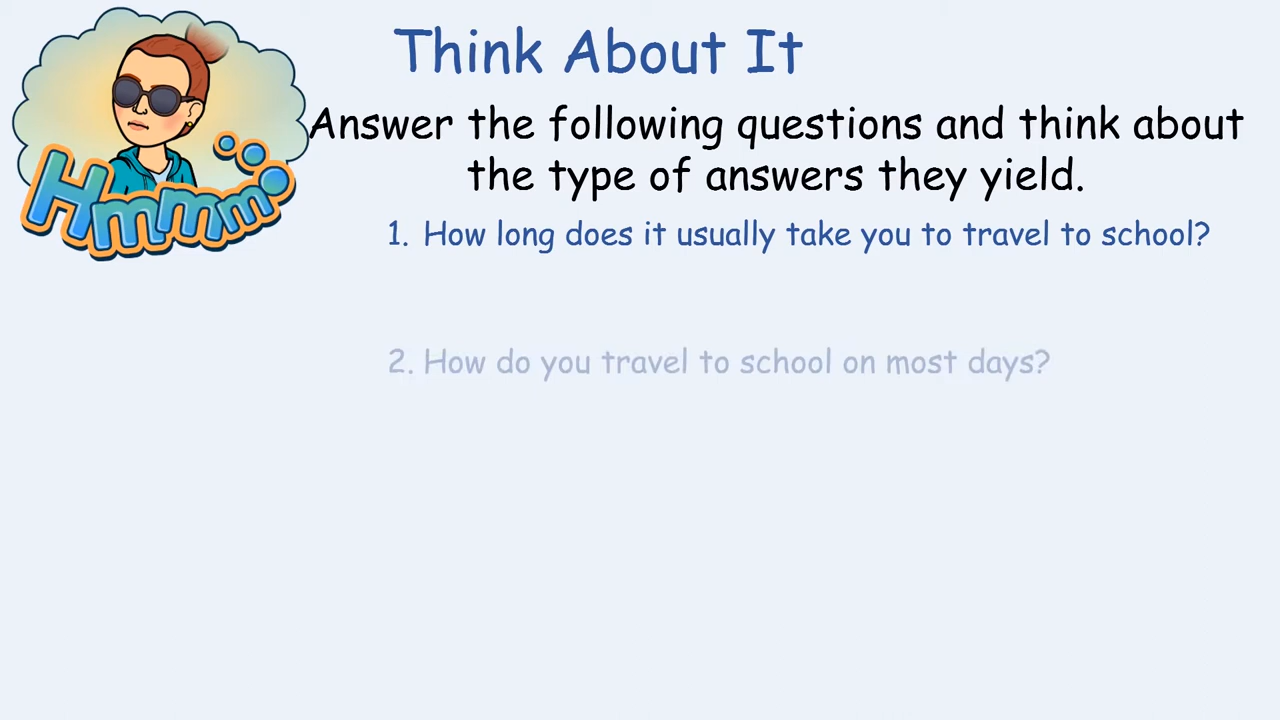 Think About It
Answer the following questions and think about
the type of answers they yield.
1. How long does it usually take you to travel to school?
2. How do you travel to school on most days?
Hmmmm